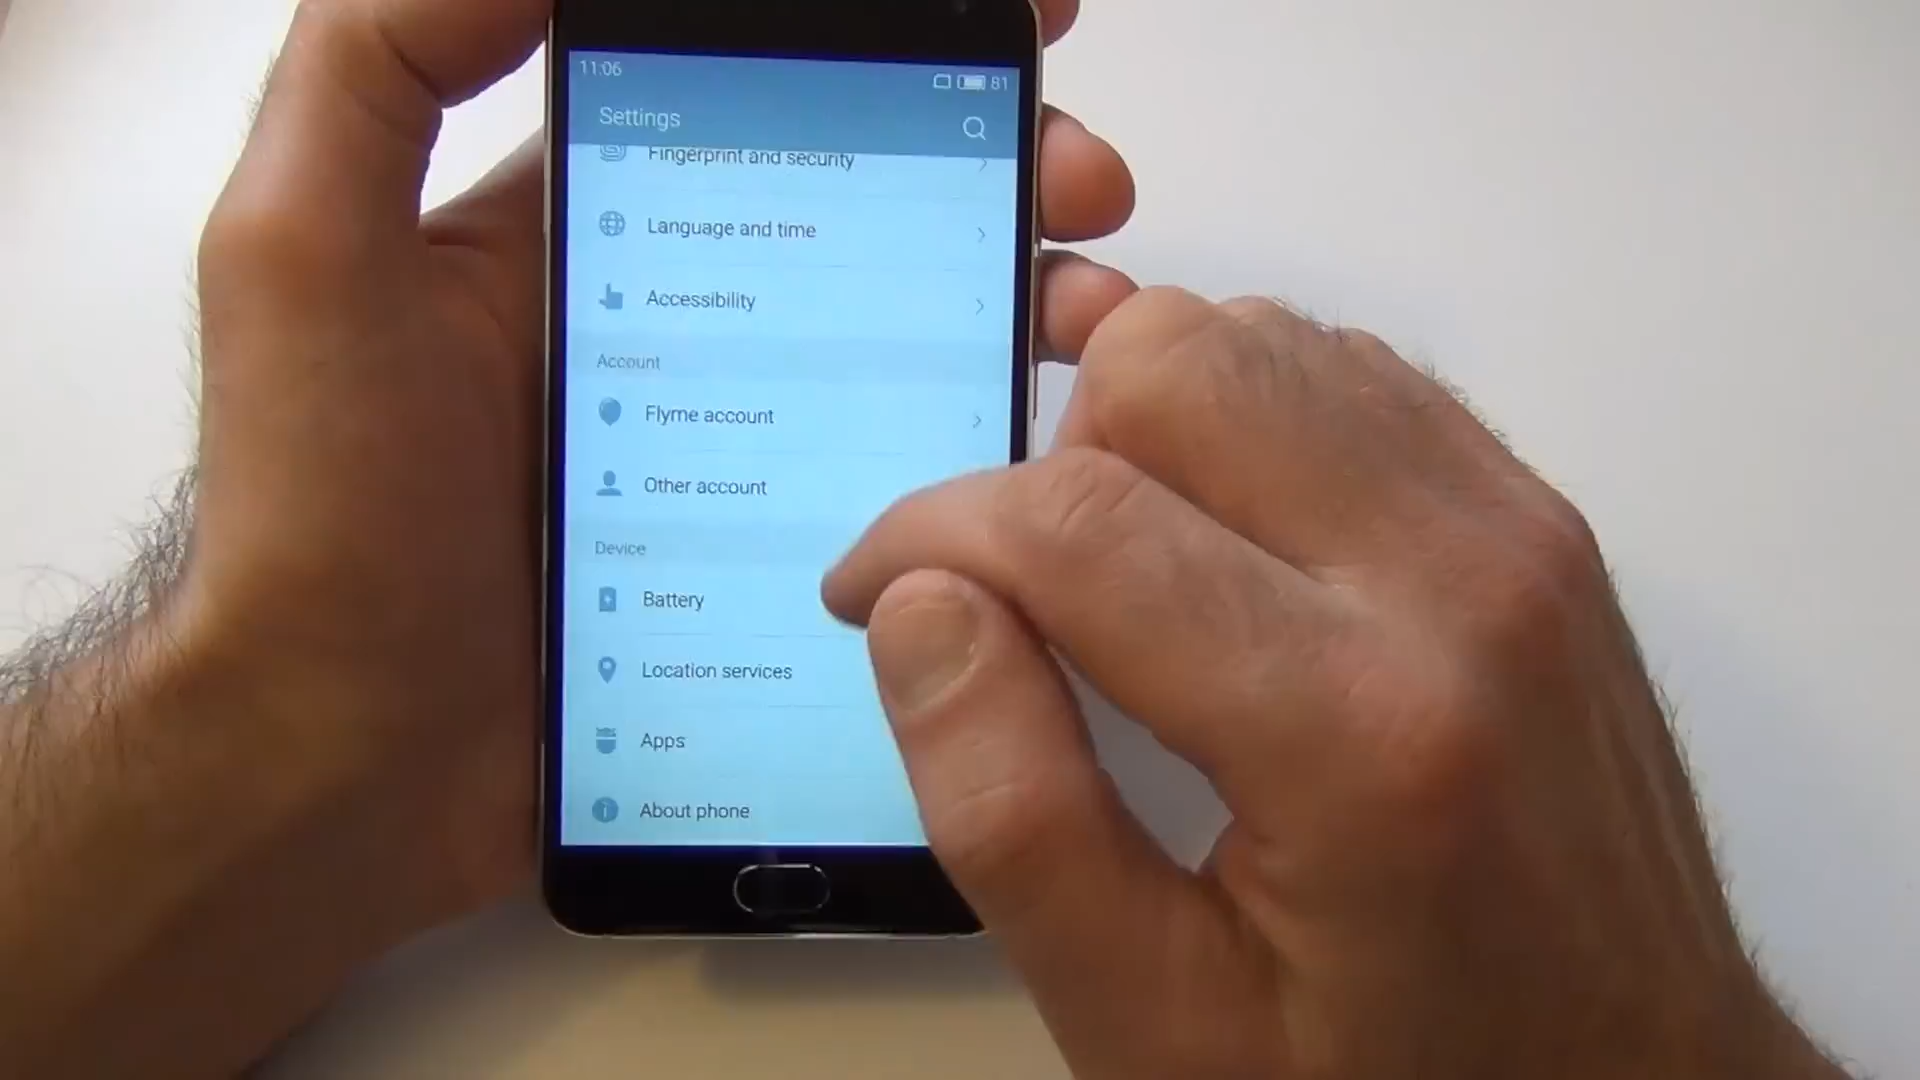 11:06
81
Settings
Fingerprint and security
Language and time
Accessibility
Account
Flyme account
Other account
Device
Battery
Location services
Apps
About phone